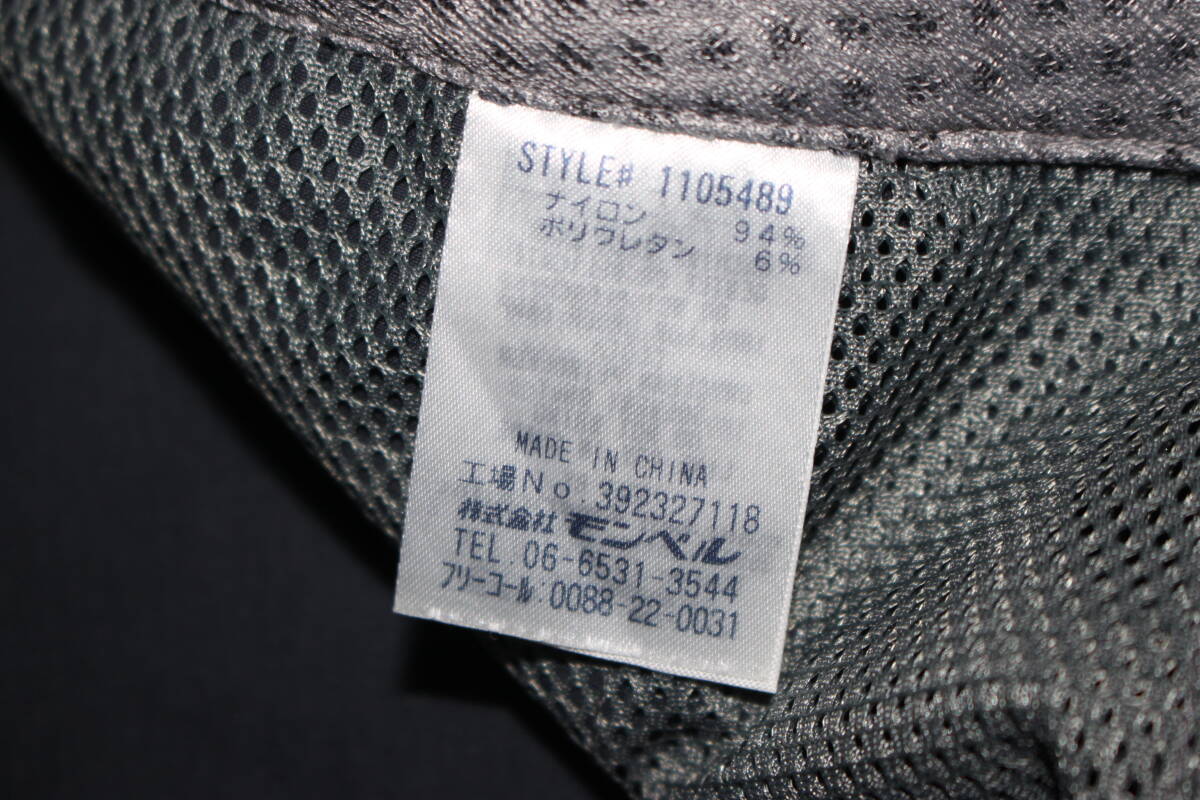 STYLE# 1105489
ナイロン 94%
ポリウレタン 6%
MADE IN CHINA
工場No.392327118
株式会社モンベル
TEL.06-6531-3544
フリーコール:0088-22-0031